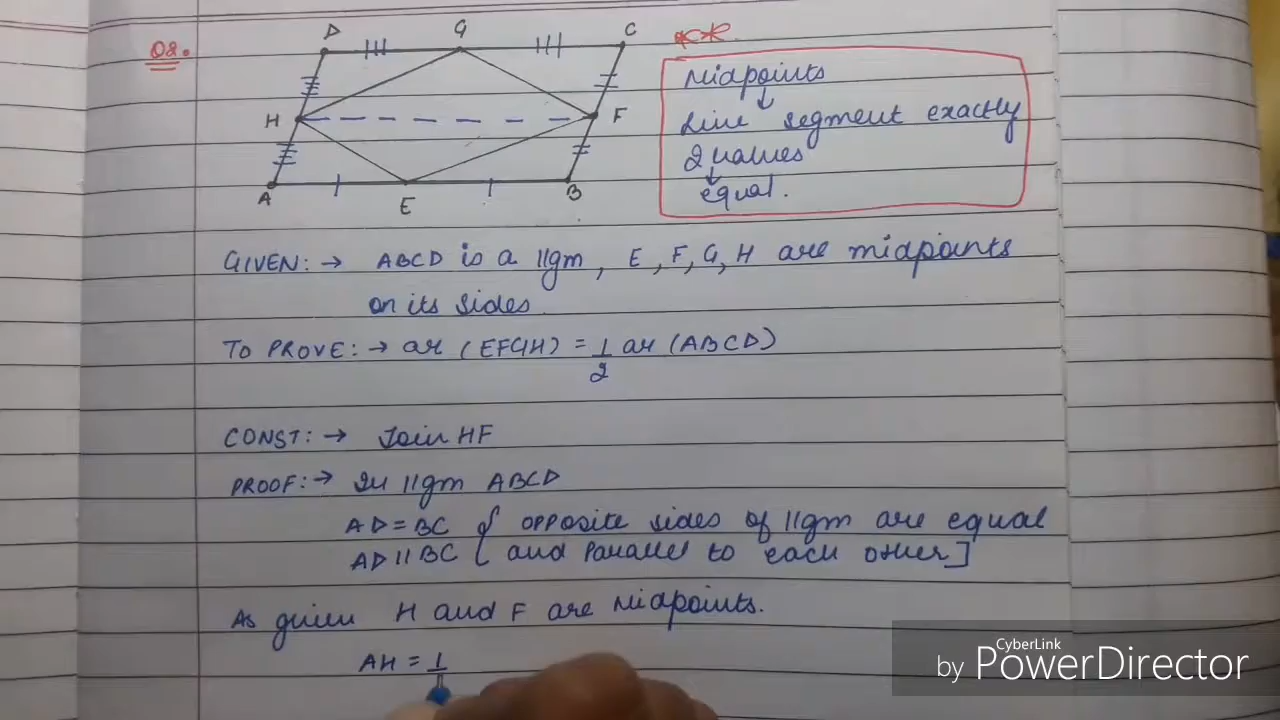 Q2.
D G C
H F
A E B
**
Midpoints
↓
Line segment exactly
2 values
↓
equal.
GIVEN: → ABCD is a ||gm, E, F, G, H are midpoints
on its sides.
TO PROVE: → ar (EFGH) = 1/2 ar (ABCD)
CONST: → Join HF
PROOF: → In ||gm ABCD
AD = BC [ opposite sides of ||gm are equal
AD || BC [ and Parallel to each other]
As given H and F are Midpoints.
AH = 1
CyberLink
by PowerDirector